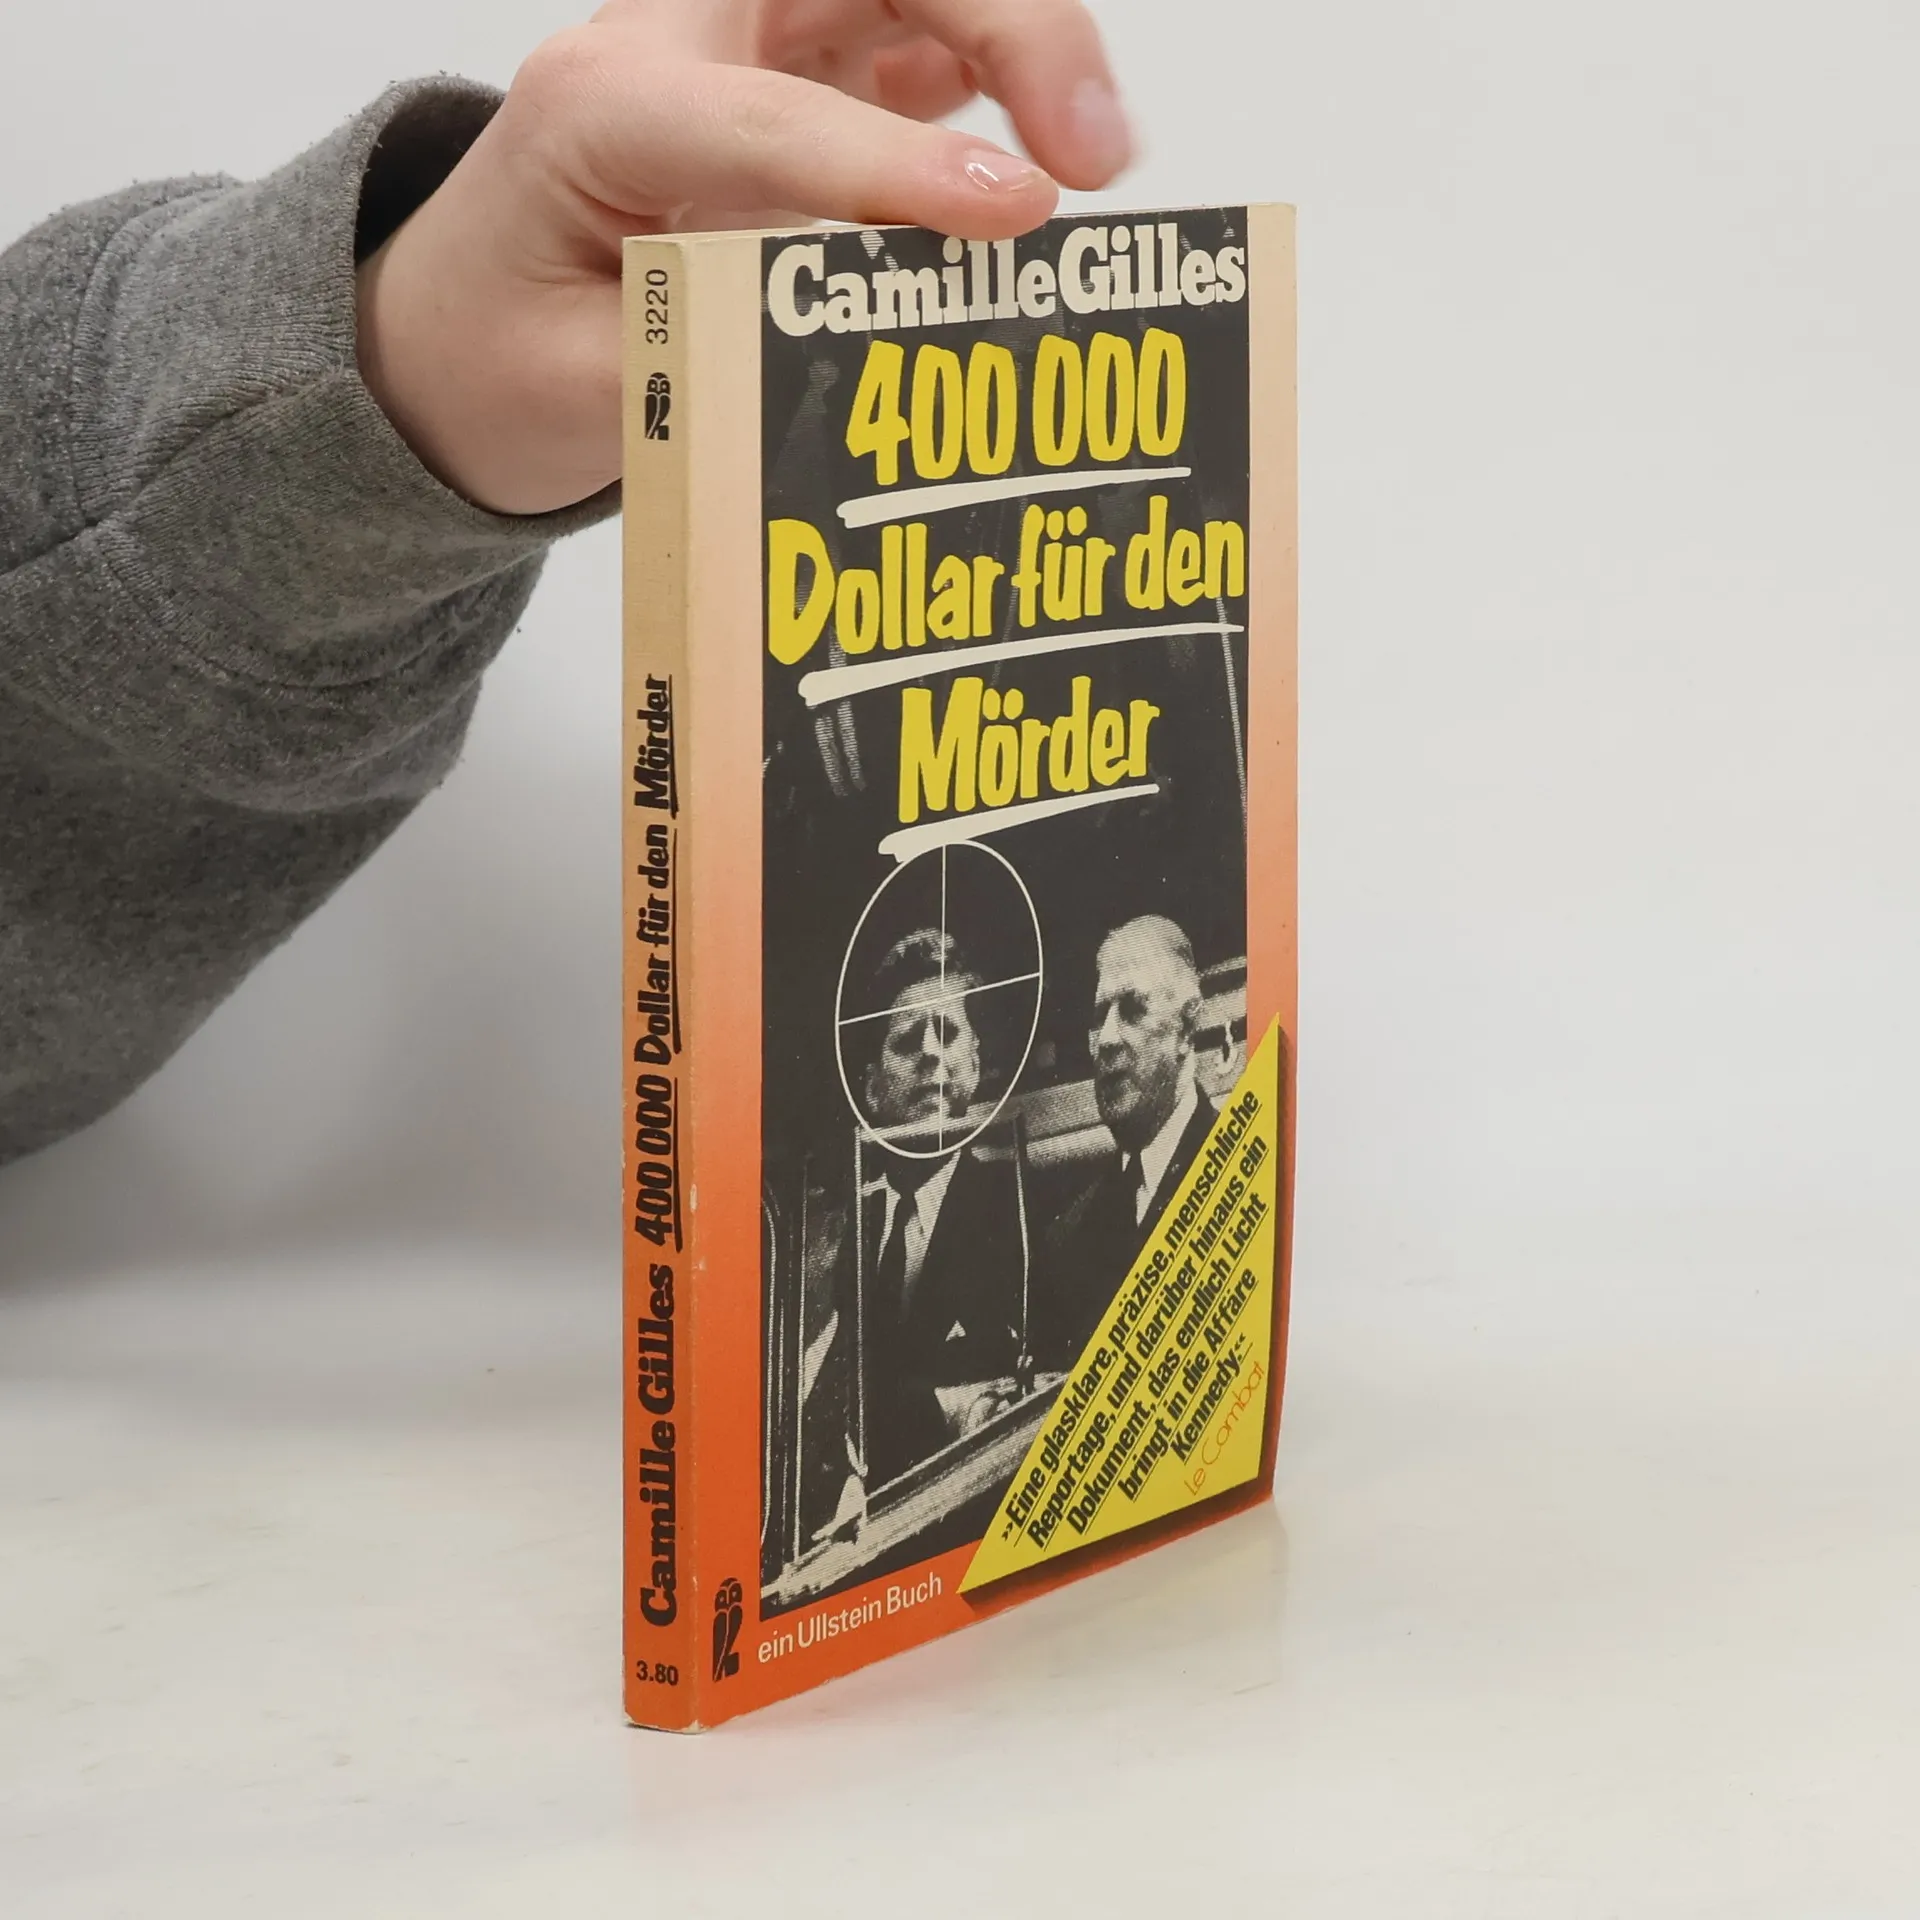 3220
Camille Gilles 400 000 Dollar für den Mörder
3.80
Camille Gilles
400 000
Dollar für den
Mörder
»Eine glasklare, präzise, menschliche
Reportage, und darüber hinaus ein
Dokument, das endlich Licht
bringt in die Affäre
Kennedy.«
Le Combat
ein Ullstein Buch